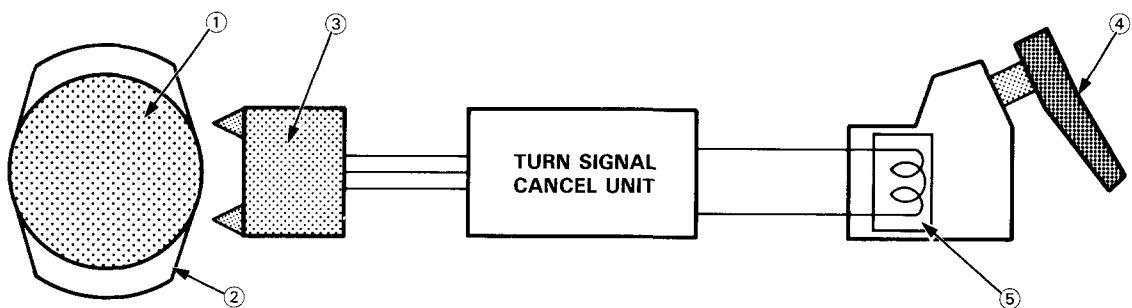 ①
③
④
TURN SIGNAL
CANCEL UNIT
②
⑤